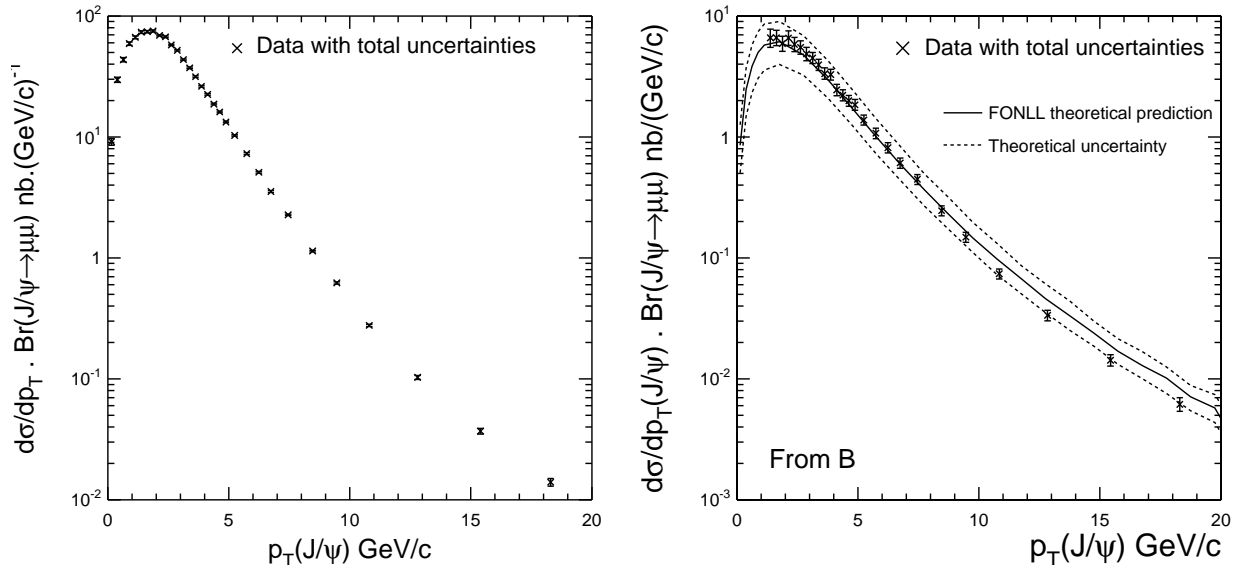 dσ/dp_T . Br(J/ψ→μμ) nb.(GeV/c)⁻¹
10²
10
1
10⁻¹
10⁻²
Data with total uncertainties
0 5 10 15 20
p_T(J/ψ) GeV/c
dσ/dp_T(J/ψ) . Br(J/ψ→μμ) nb/(GeV/c)
10¹
1
10⁻¹
10⁻²
10⁻³
Data with total uncertainties
FONLL theoretical prediction
Theoretical uncertainty
From B
0 5 10 15 20
p_T(J/ψ) GeV/c